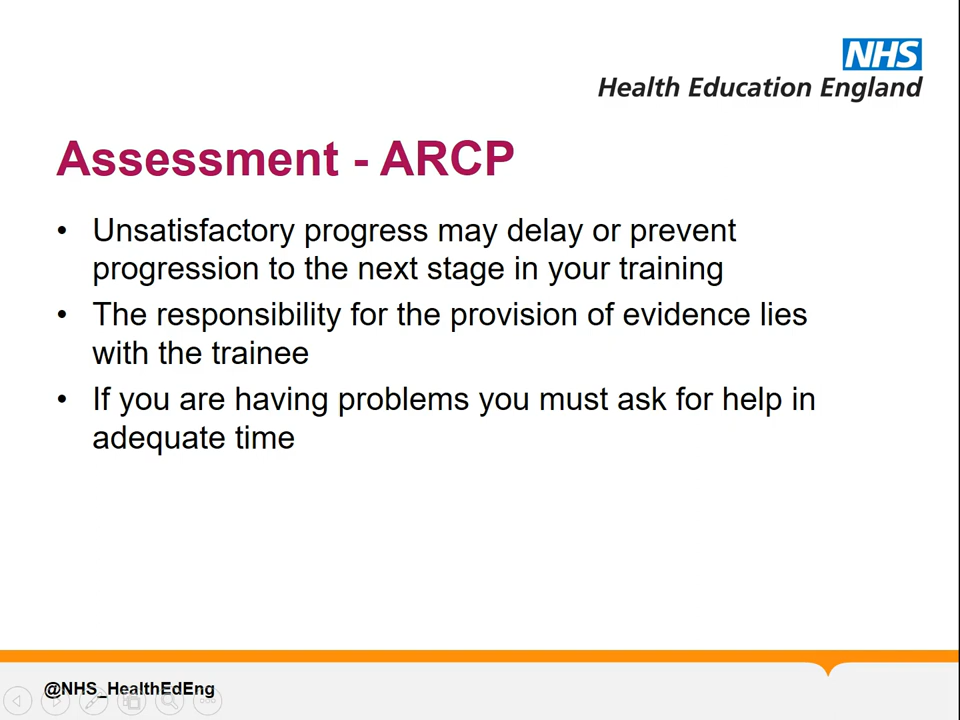 NHS
Health Education England
Assessment - ARCP
• Unsatisfactory progress may delay or prevent
progression to the next stage in your training
• The responsibility for the provision of evidence lies
with the trainee
• If you are having problems you must ask for help in
adequate time
@NHS_HealthEdEng